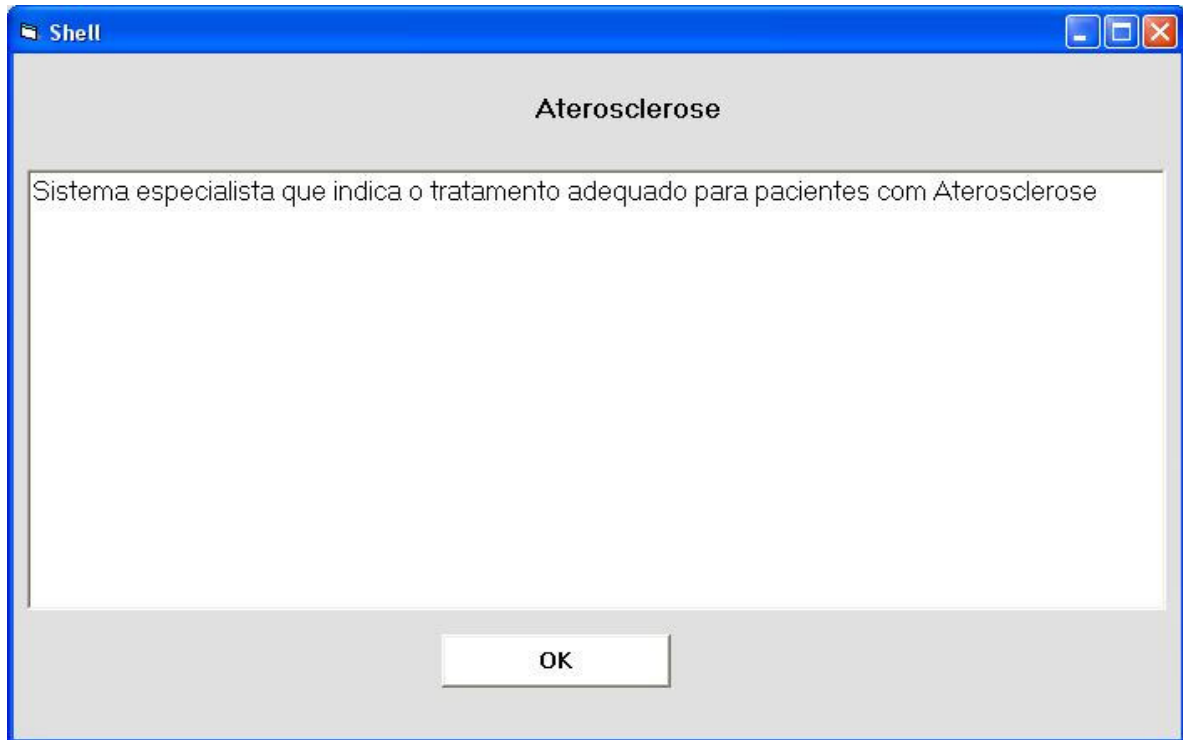 Shell
Aterosclerose
Sistema especialista que indica o tratamento adequado para pacientes com Aterosclerose
OK